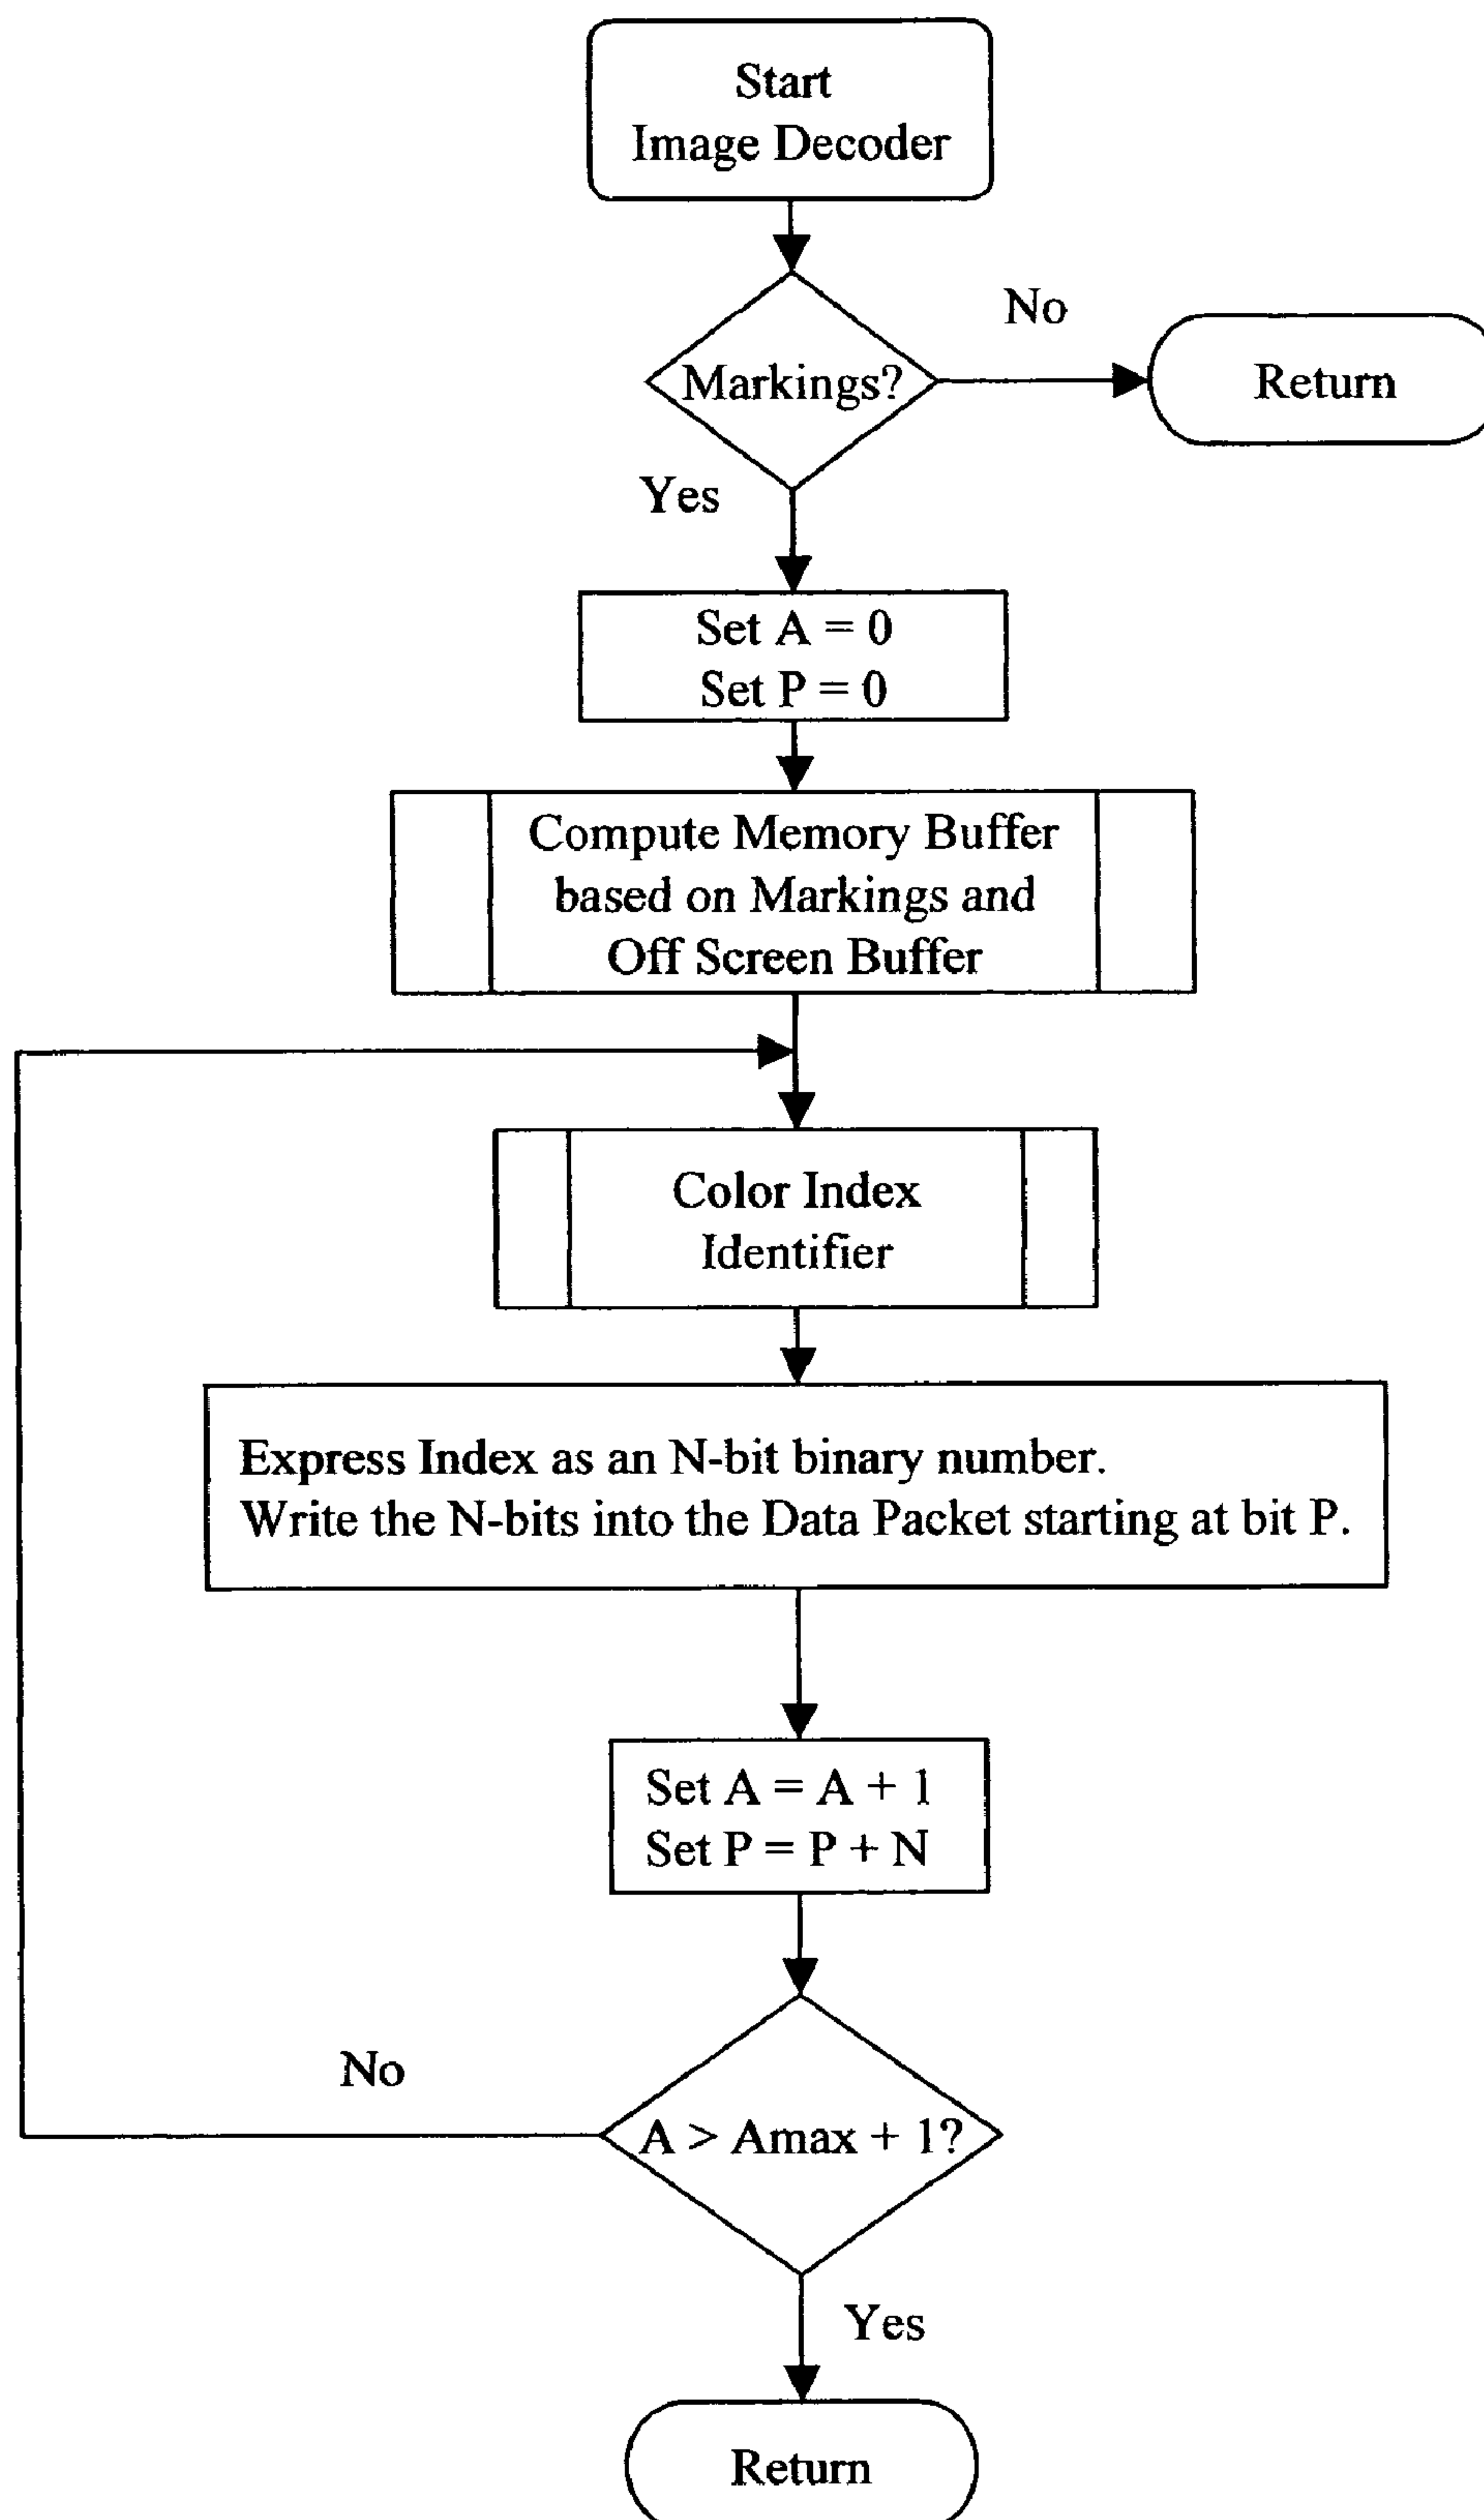 Start
Image Decoder
Markings?
No
Return
Yes
Set A = 0
Set P = 0
Compute Memory Buffer
based on Markings and
Off Screen Buffer
Color Index
Identifier
Express Index as an N-bit binary number.
Write the N-bits into the Data Packet starting at bit P.
Set A = A + 1
Set P = P + N
No
A > Amax + 1?
Yes
Return